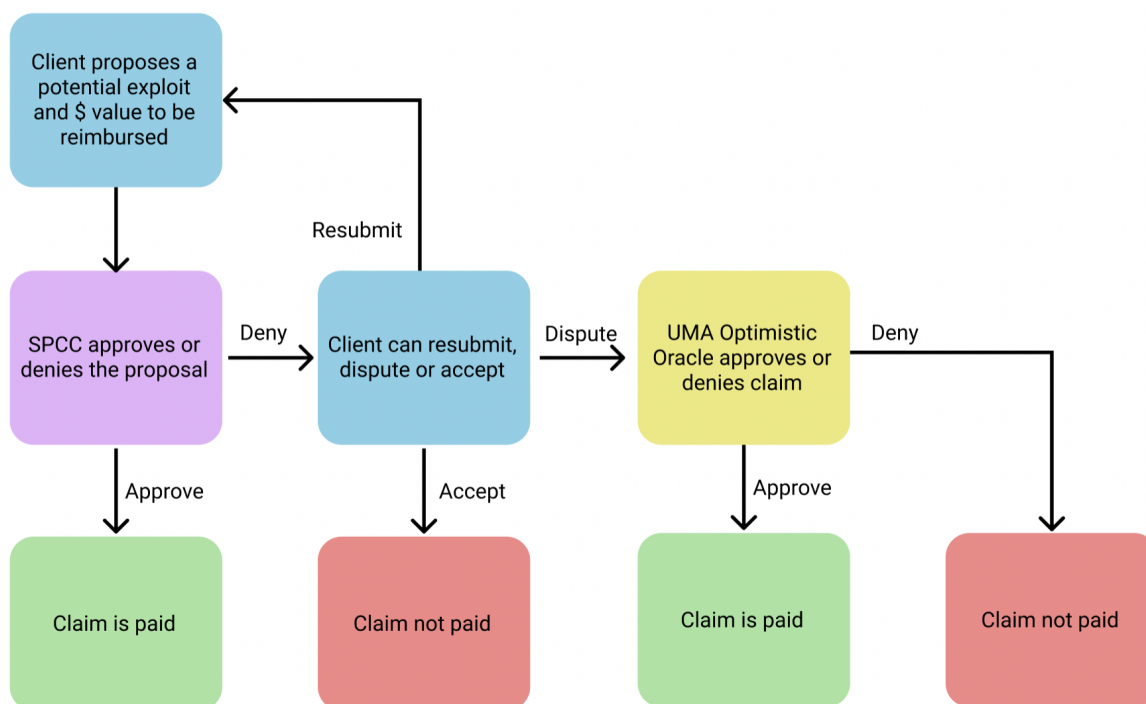 Client proposes a
potential exploit
and $ value to be
reimbursed
Resubmit
SPCC approves or
denies the proposal
Deny
Client can resubmit,
dispute or accept
Dispute
UMA Optimistic
Oracle approves or
denies claim
Deny
Approve
Accept
Approve
Claim is paid
Claim not paid
Claim is paid
Claim not paid